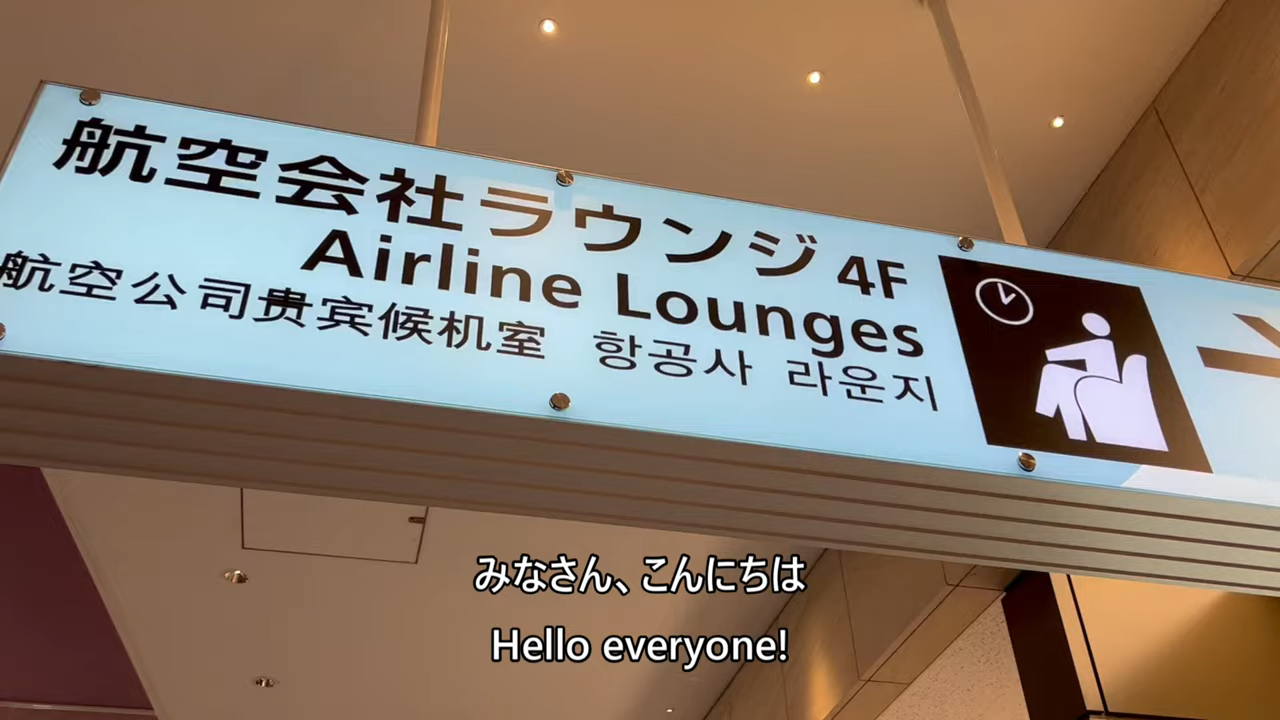 航空会社ラウンジ 4F
Airline Lounges
航空公司贵宾候机室 항공사 라운지
みなさん、こんにちは
Hello everyone!